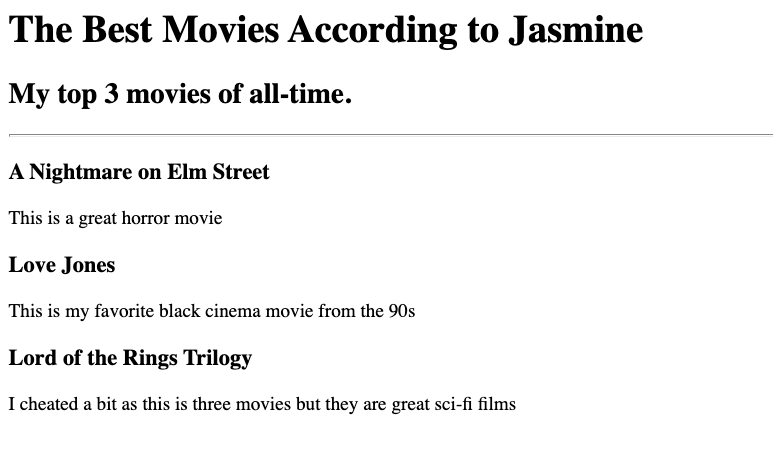 The Best Movies According to Jasmine
My top 3 movies of all-time.
A Nightmare on Elm Street
This is a great horror movie
Love Jones
This is my favorite black cinema movie from the 90s
Lord of the Rings Trilogy
I cheated a bit as this is three movies but they are great sci-fi films